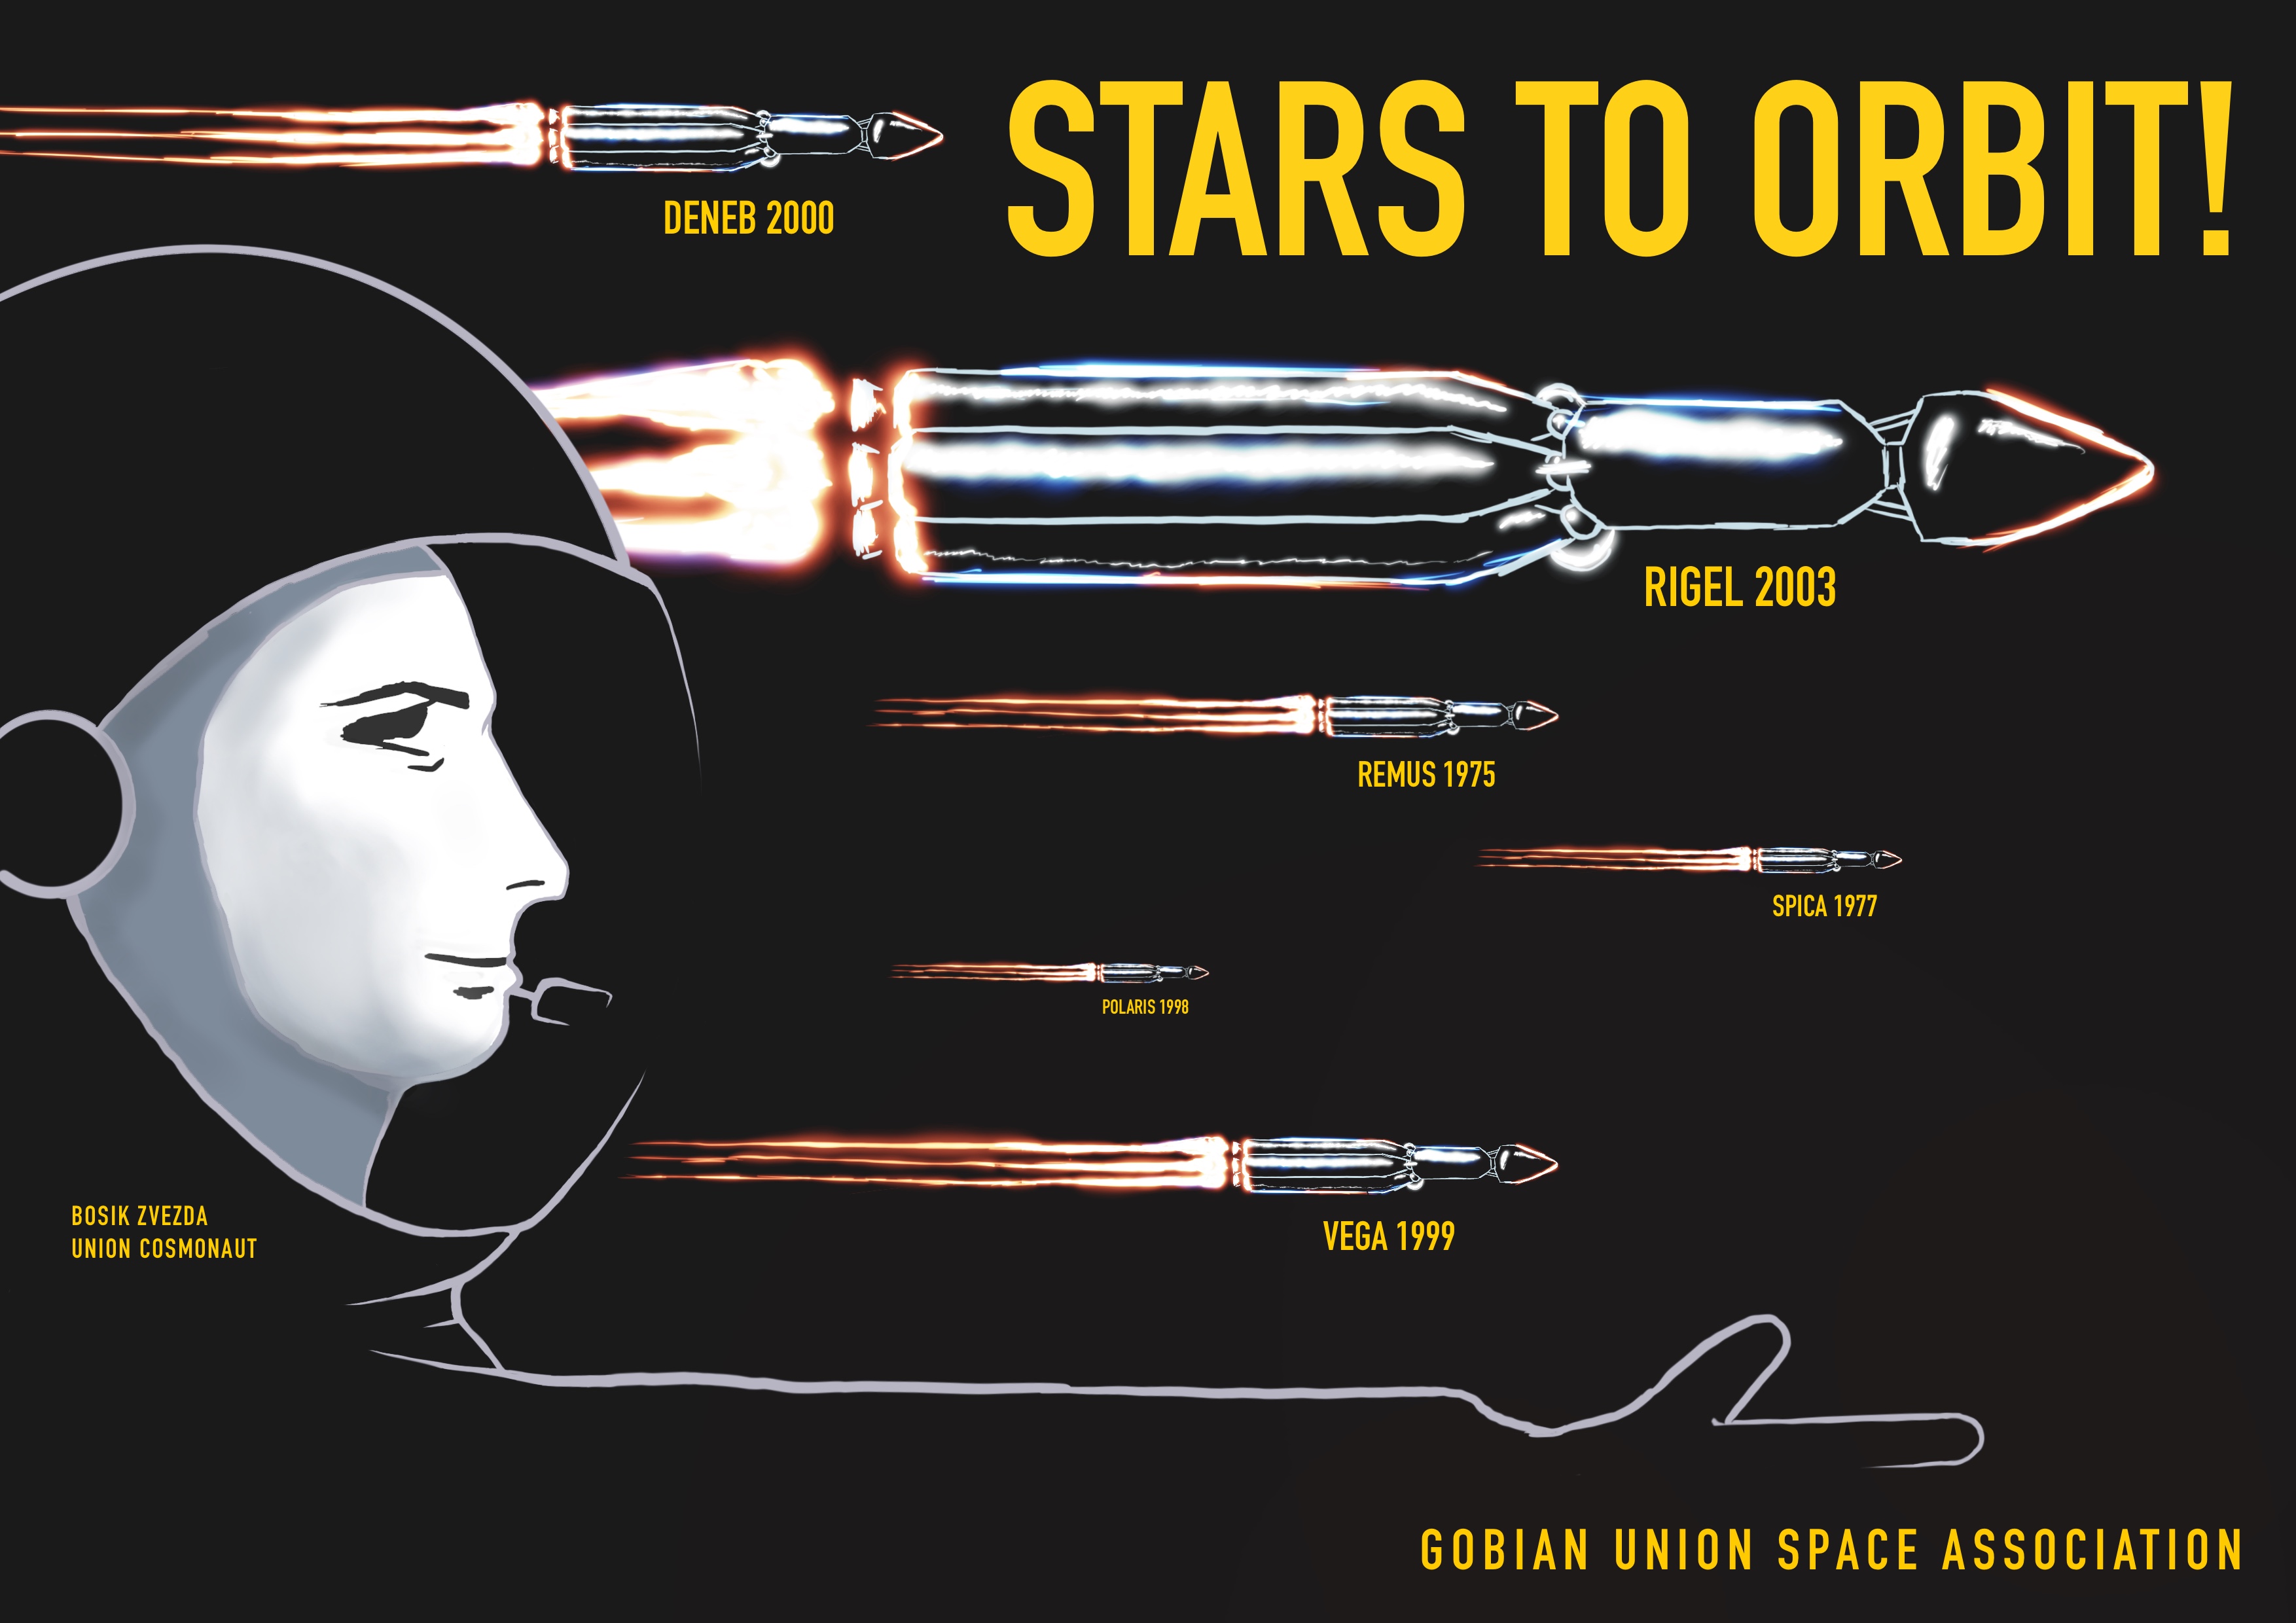 STARS TO ORBIT!
DENEB 2000
RIGEL 2003
REMUS 1975
SPICA 1977
POLARIS 1998
VEGA 1999
BOSIK ZVEZDA
UNION COSMONAUT
GOBIAN UNION SPACE ASSOCIATION